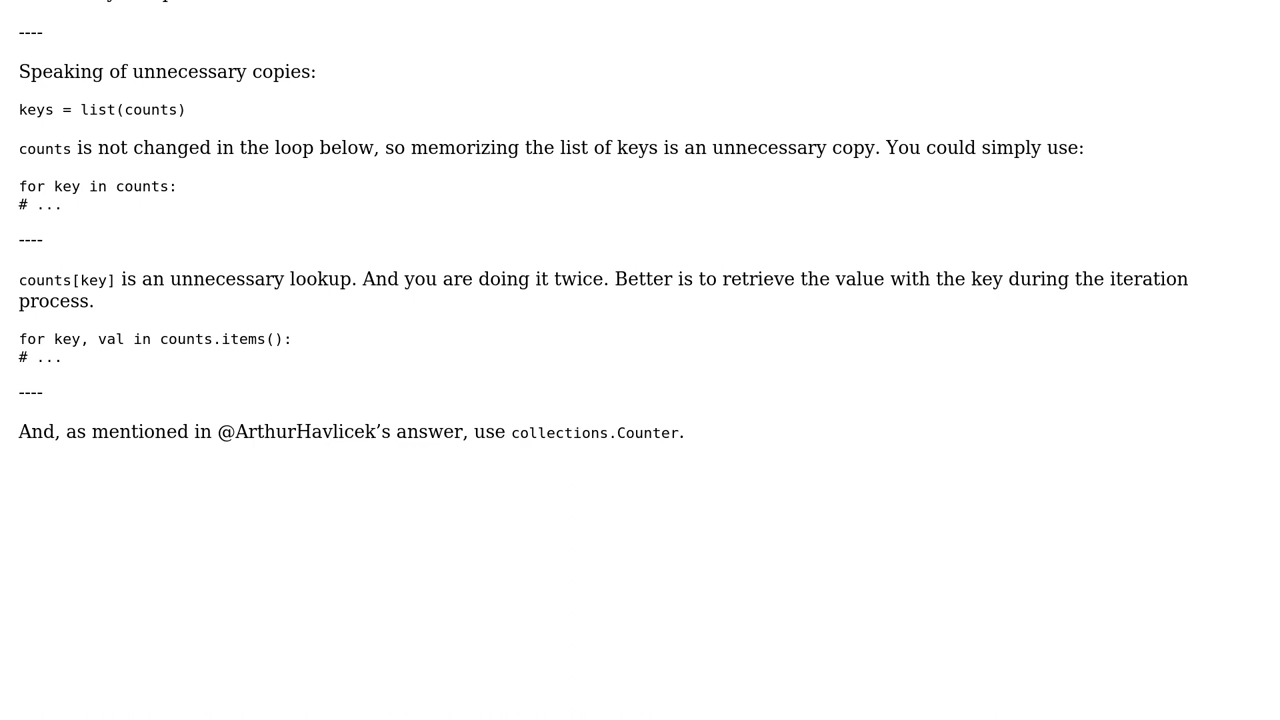 ----
Speaking of unnecessary copies:
keys = list(counts)
counts is not changed in the loop below, so memorizing the list of keys is an unnecessary copy. You could simply use:
for key in counts:
# ...
----
counts[key] is an unnecessary lookup. And you are doing it twice. Better is to retrieve the value with the key during the iteration
process.
for key, val in counts.items():
# ...
----
And, as mentioned in @ArthurHavlicek’s answer, use collections.Counter.